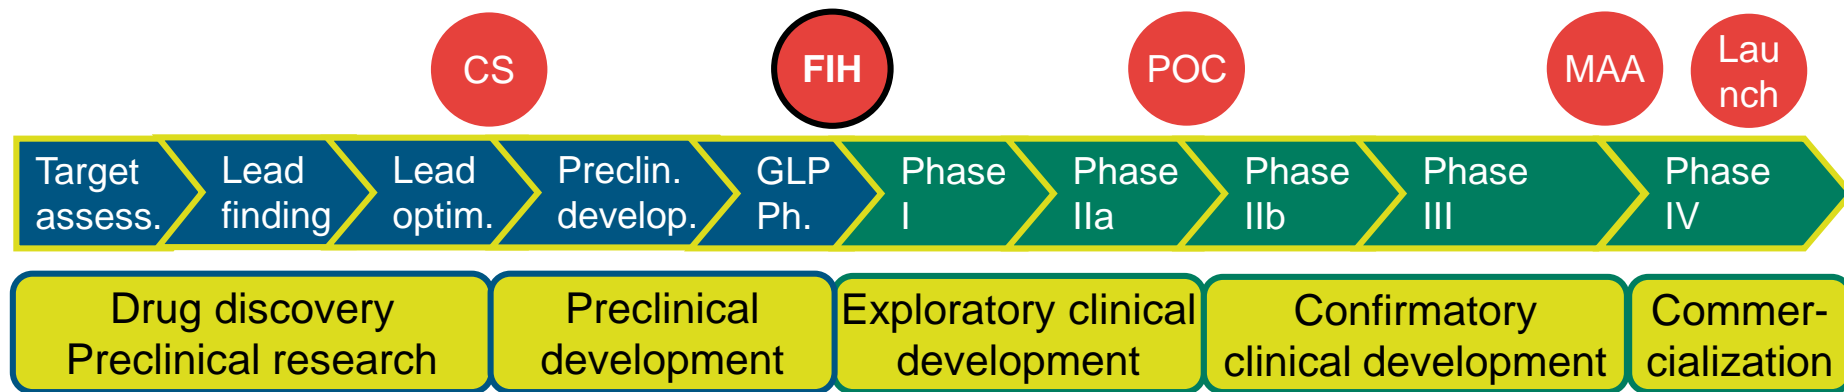 CS
FIH
POC
MAA
Lau
nch
Target
assess.
Lead
finding
Lead
optim.
Preclin.
develop.
GLP
Ph.
Phase
I
Phase
IIa
Phase
IIb
Phase
III
Phase
IV
Drug discovery
Preclinical research
Preclinical
development
Exploratory clinical
development
Confirmatory
clinical development
Commer-
cialization